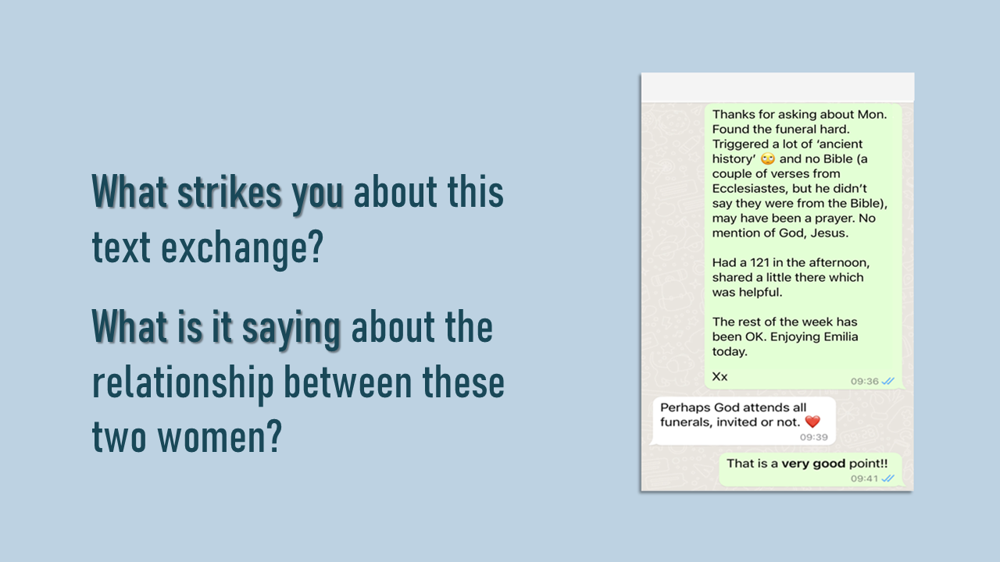 What strikes you about this
text exchange?
What is it saying about the
relationship between these
two women?
Thanks for asking about Mon.
Found the funeral hard.
Triggered a lot of ‘ancient
history’ 🙄 and no Bible (a
couple of verses from
Ecclesiastes, but he didn’t
say they were from the Bible),
may have been a prayer. No
mention of God, Jesus.
Had a 121 in the afternoon,
shared a little there which
was helpful.
The rest of the week has
been OK. Enjoying Emilia
today.
Xx
09:36
Perhaps God attends all
funerals, invited or not. ❤️
09:39
That is a very good point!!
09:41